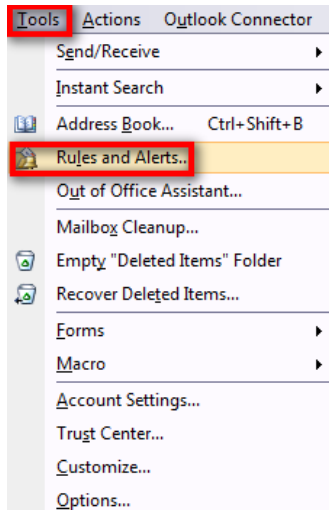 Tools Actions Outlook Connector
Send/Receive
Instant Search
Address Book... Ctrl+Shift+B
Rules and Alerts...
Out of Office Assistant...
Mailbox Cleanup...
Empty "Deleted Items" Folder
Recover Deleted Items...
Forms
Macro
Account Settings...
Trust Center...
Customize...
Options...